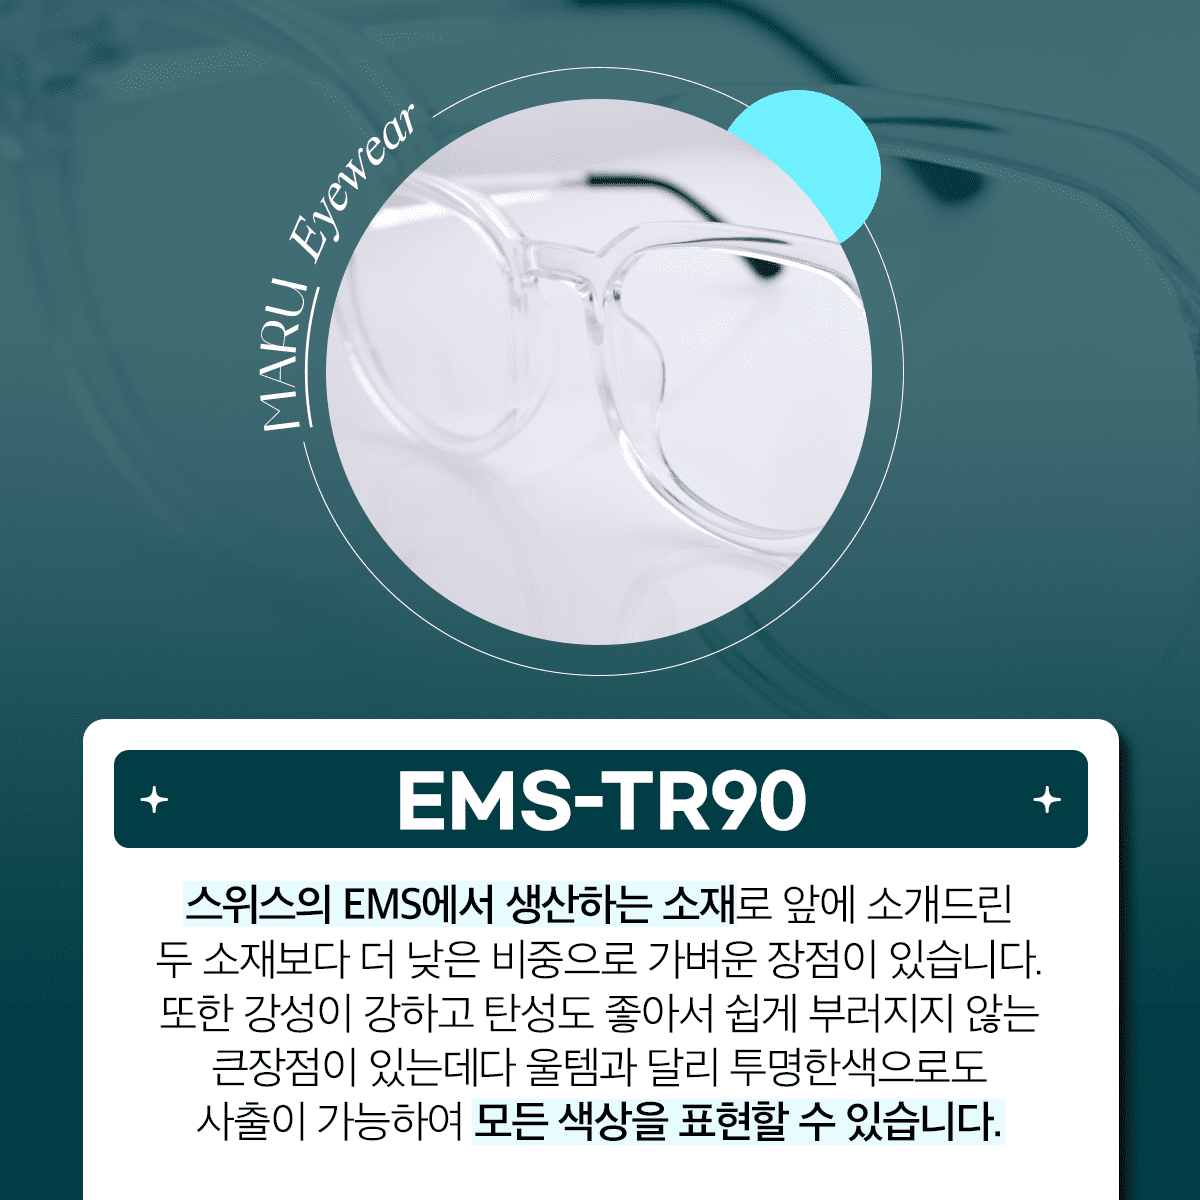 MARU Eyewear
EMS-TR90
스위스의 EMS에서 생산하는 소재로 앞에 소개드린
두 소재보다 더 낮은 비중으로 가벼운 장점이 있습니다.
또한 강성이 강하고 탄성도 좋아서 쉽게 부러지지 않는
큰장점이 있는데다 울템과 달리 투명한색으로도
사출이 가능하여 모든 색상을 표현할 수 있습니다.